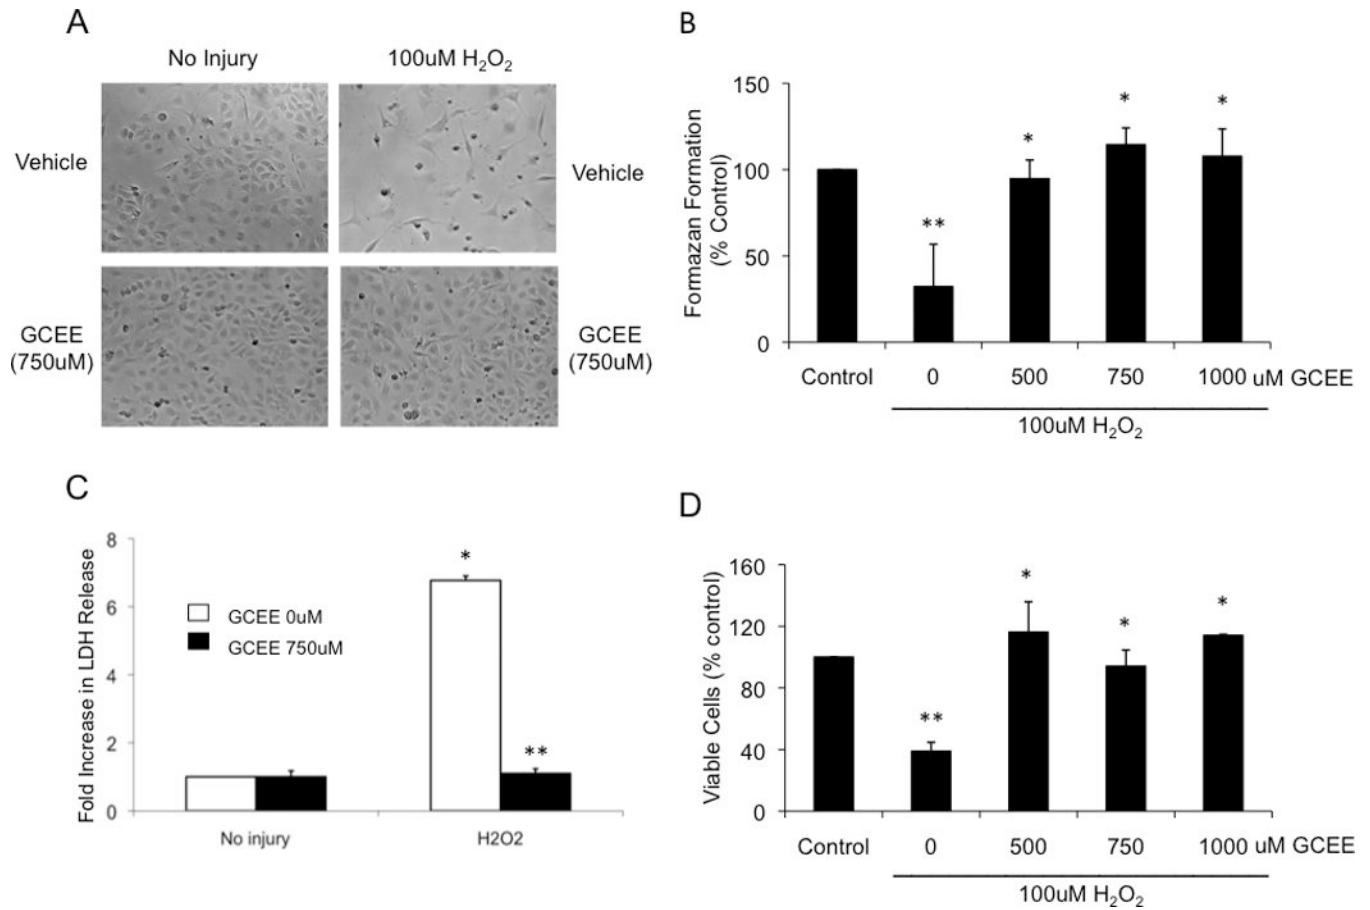 A
No Injury
100uM H₂O₂
Vehicle
Vehicle
GCEE
(750uM)
GCEE
(750uM)
B
Formazan Formation
(% Control)
150
100
50
0
*
*
*
**
Control 0 500 750 1000 uM GCEE
100uM H₂O₂
C
Fold Increase in LDH Release
8
6
4
2
0
GCEE 0uM
GCEE 750uM
*
**
No injury H2O2
D
Viable Cells (% control)
160
120
80
40
0
*
*
*
**
Control 0 500 750 1000 uM GCEE
100uM H₂O₂